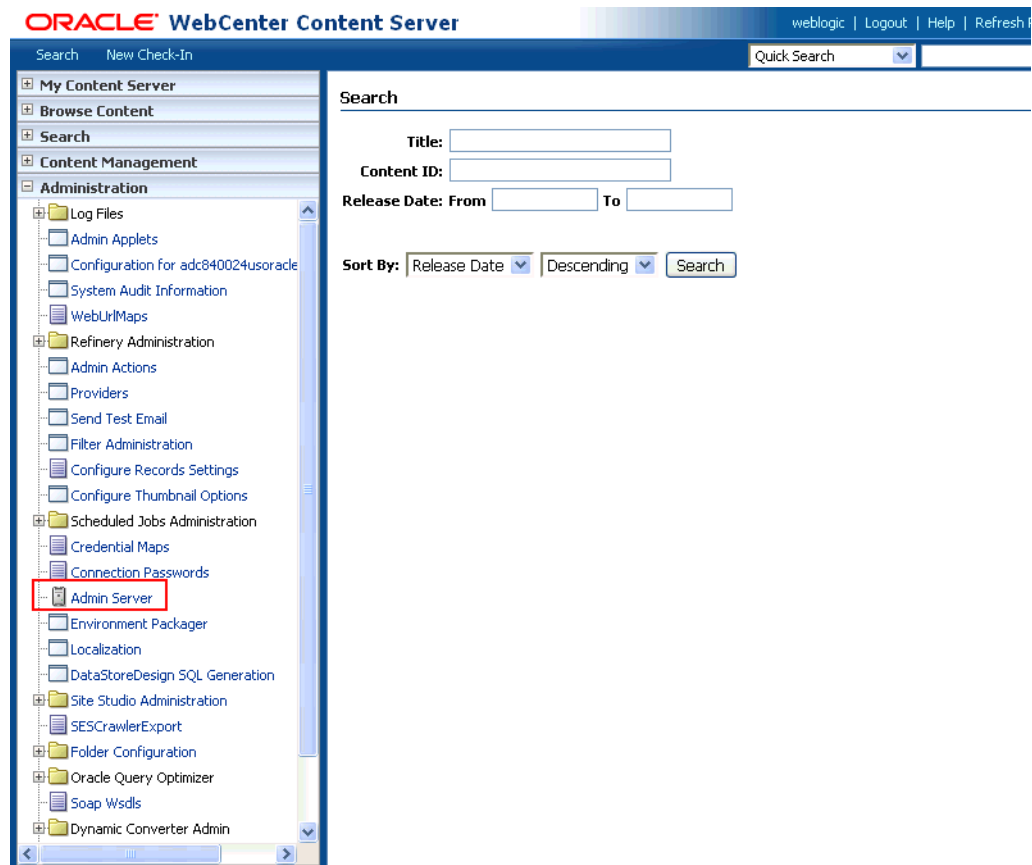 ORACLE WebCenter Content Server
weblogic | Logout | Help | Refresh
Search New Check-In
Quick Search
My Content Server
Browse Content
Search
Content Management
Administration
Log Files
Admin Applets
Configuration for adc840024usoracle
System Audit Information
WebUrlMaps
Refinery Administration
Admin Actions
Providers
Send Test Email
Filter Administration
Configure Records Settings
Configure Thumbnail Options
Scheduled Jobs Administration
Credential Maps
Connection Passwords
Admin Server
Environment Packager
Localization
DataStoreDesign SQL Generation
Site Studio Administration
SESCrawlerExport
Folder Configuration
Oracle Query Optimizer
Soap Wsdls
Dynamic Converter Admin
Search
Title:
Content ID:
Release Date: From To
Sort By: Release Date Descending Search